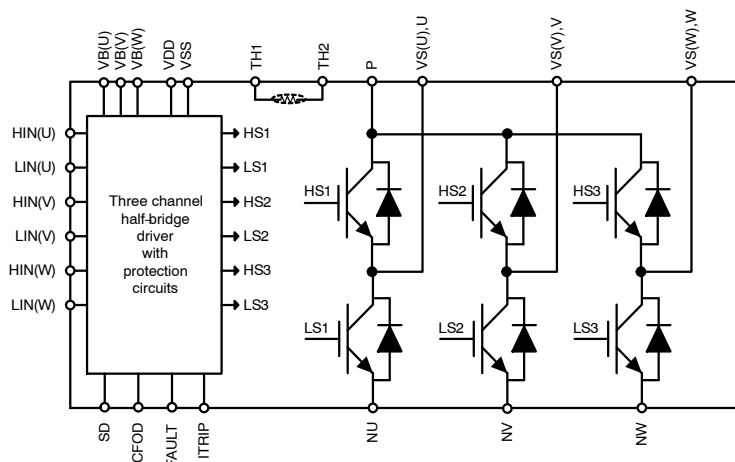 VB(U)
VB(V)
VB(W)
VDD
VSS
TH1
TH2
P
VS(U),U
VS(V),V
VS(W),W
HIN(U)
LIN(U)
HIN(V)
LIN(V)
HIN(W)
LIN(W)
Three channel
half-bridge
driver
with
protection
circuits
HS1
LS1
HS2
LS2
HS3
LS3
HS1
HS2
HS3
LS1
LS2
LS3
SD
CFOD
FAULT
ITRIP
NU
NV
NW